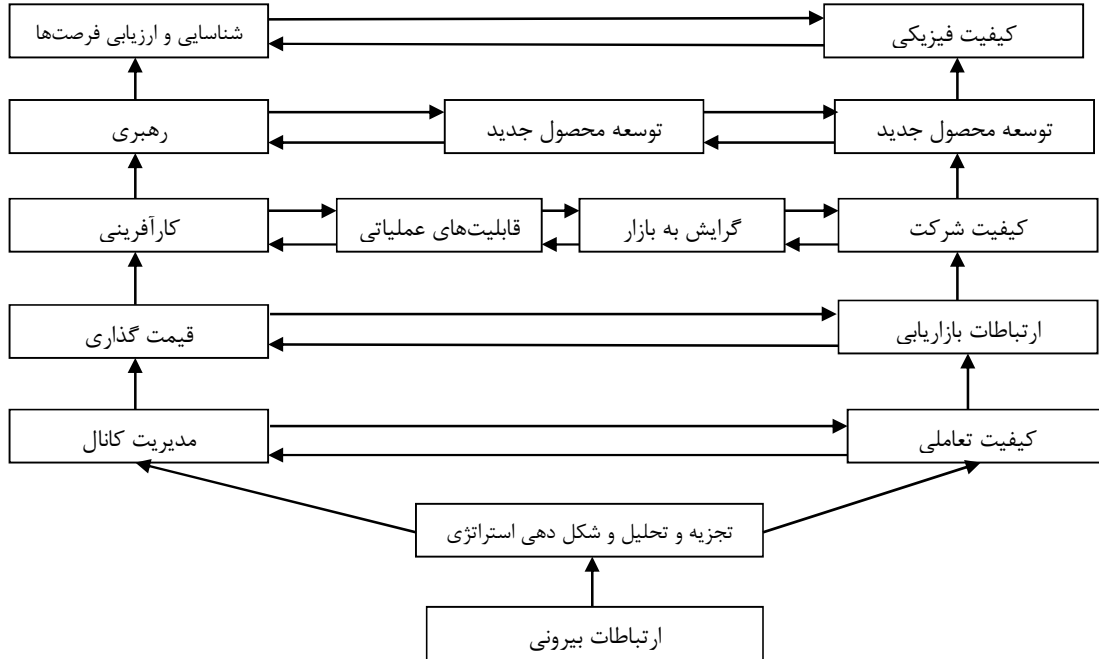 کیفیت فیزیکی
شناسایی و ارزیابی فرصت‌ها
توسعه محصول جدید
توسعه محصول جدید
رهبری
کیفیت شرکت
گرایش به بازار
قابلیت‌های عملیاتی
کارآفرینی
ارتباطات بازاریابی
قیمت گذاری
کیفیت تعاملی
مدیریت کانال
تجزیه و تحلیل و شکل دهی استراتژی
ارتباطات بیرونی